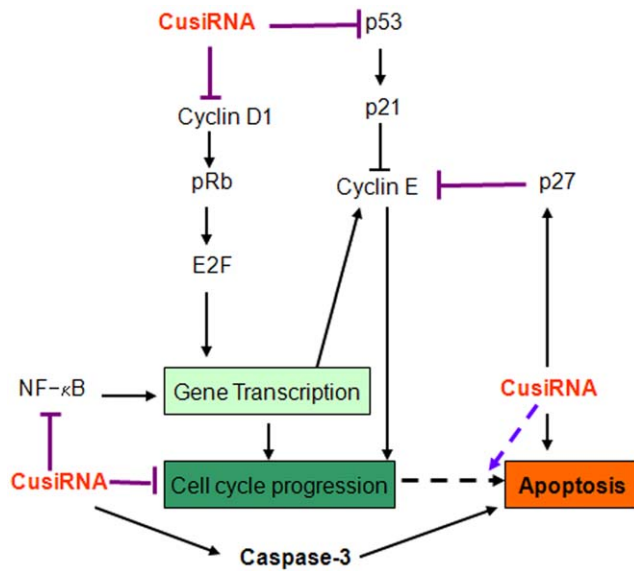 CusiRNA
p53
Cyclin D1
p21
pRb
Cyclin E
p27
E2F
NF-κB
Gene Transcription
CusiRNA
CusiRNA
Cell cycle progression
Apoptosis
Caspase-3